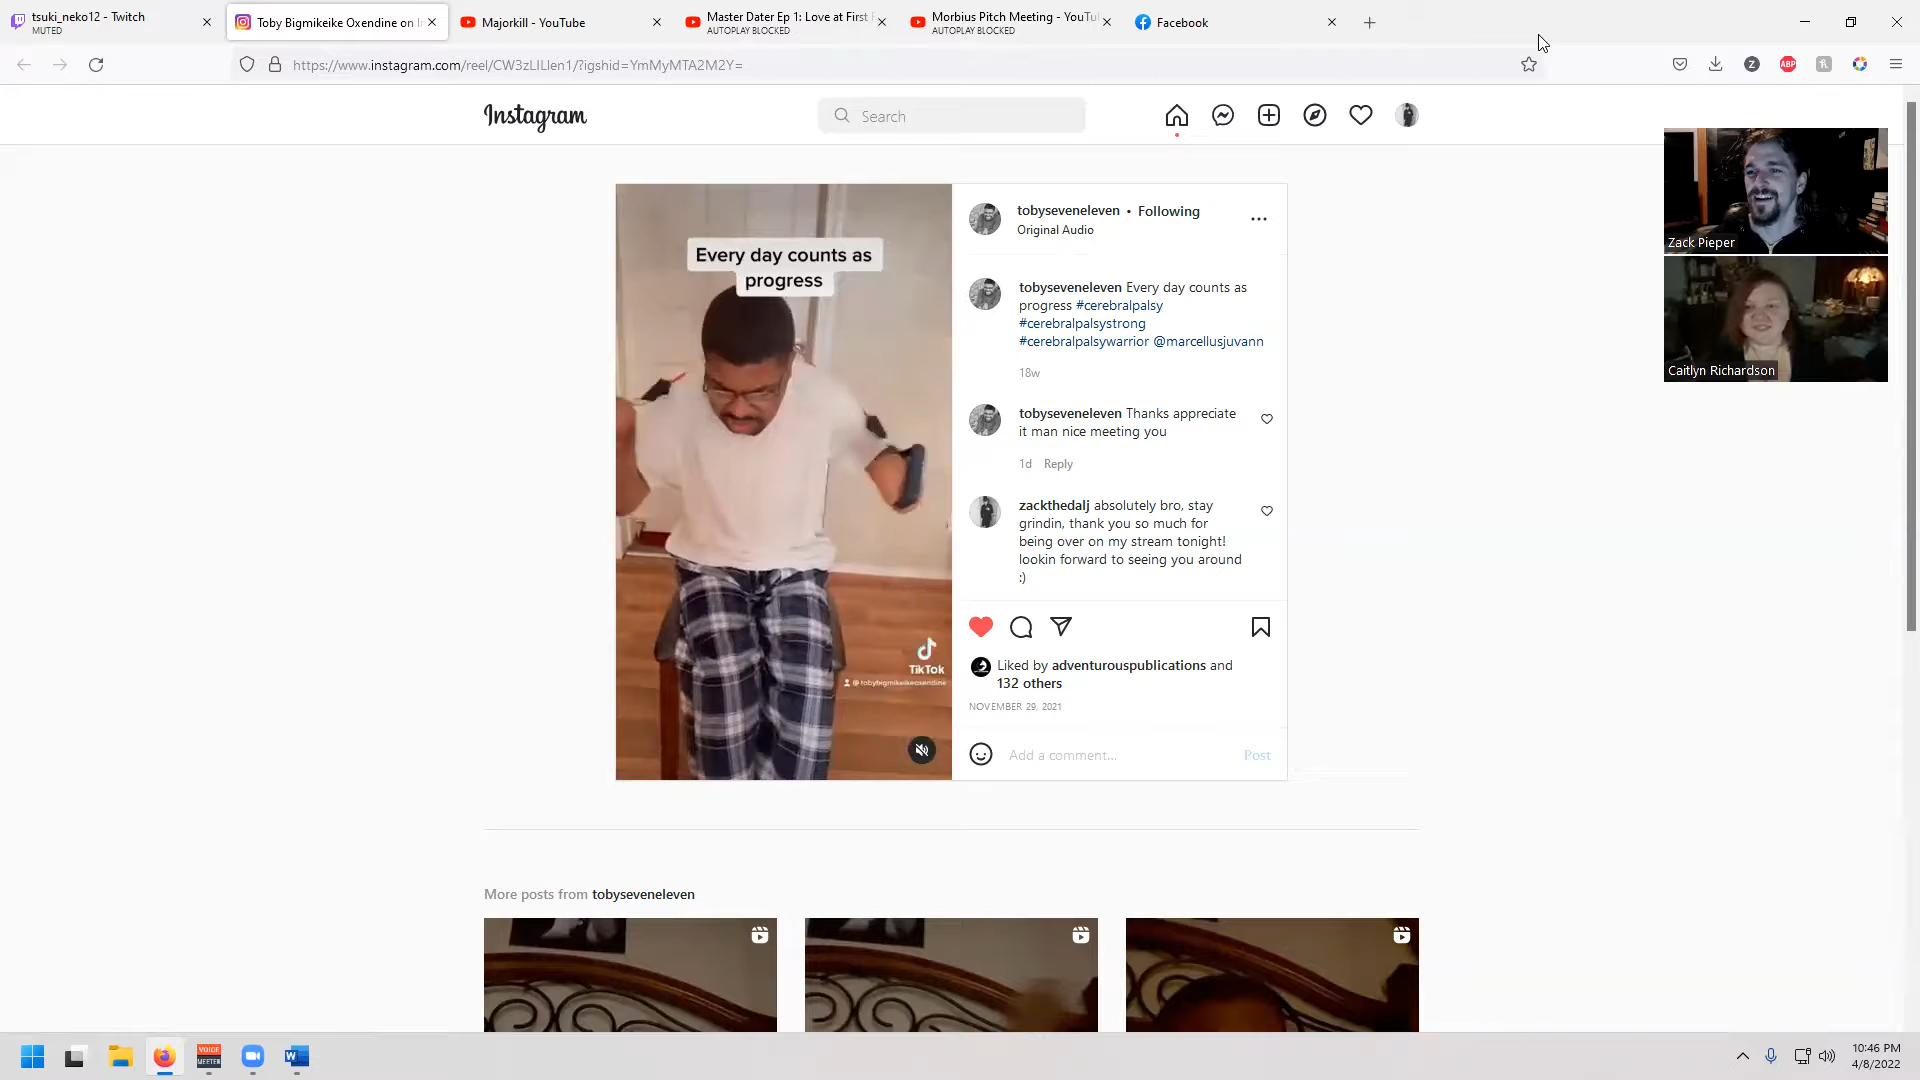 tsuki_neko12 - Twitch
MUTED
Toby Bigmikeike Oxendine on I
Majorkill - YouTube
Master Dater Ep 1: Love at First
AUTOPLAY BLOCKED
Morbius Pitch Meeting - YouTu
AUTOPLAY BLOCKED
Facebook
https://www.instagram.com/reel/CW3zLILlen1/?igshid=YmMyMTA2M2Y=
Z
ABP
Instagram
Search
Zack Pieper
Caitlyn Richardson
Every day counts as
progress
TikTok
@tobybigmikeikeoxendine
tobyseveneleven • Following
Original Audio
tobyseveneleven Every day counts as
progress #cerebralpalsy
#cerebralpalsystrong
#cerebralpalsywarrior @marcellusjuvann
18w
tobyseveneleven Thanks appreciate
it man nice meeting you
1d Reply
zackthedalj absolutely bro, stay
grindin, thank you so much for
being over on my stream tonight!
lookin forward to seeing you around
:)
Liked by adventurouspublications and
132 others
NOVEMBER 29, 2021
Add a comment... Post
More posts from tobyseveneleven
VOICE
MEETER
W
10:46 PM
4/8/2022